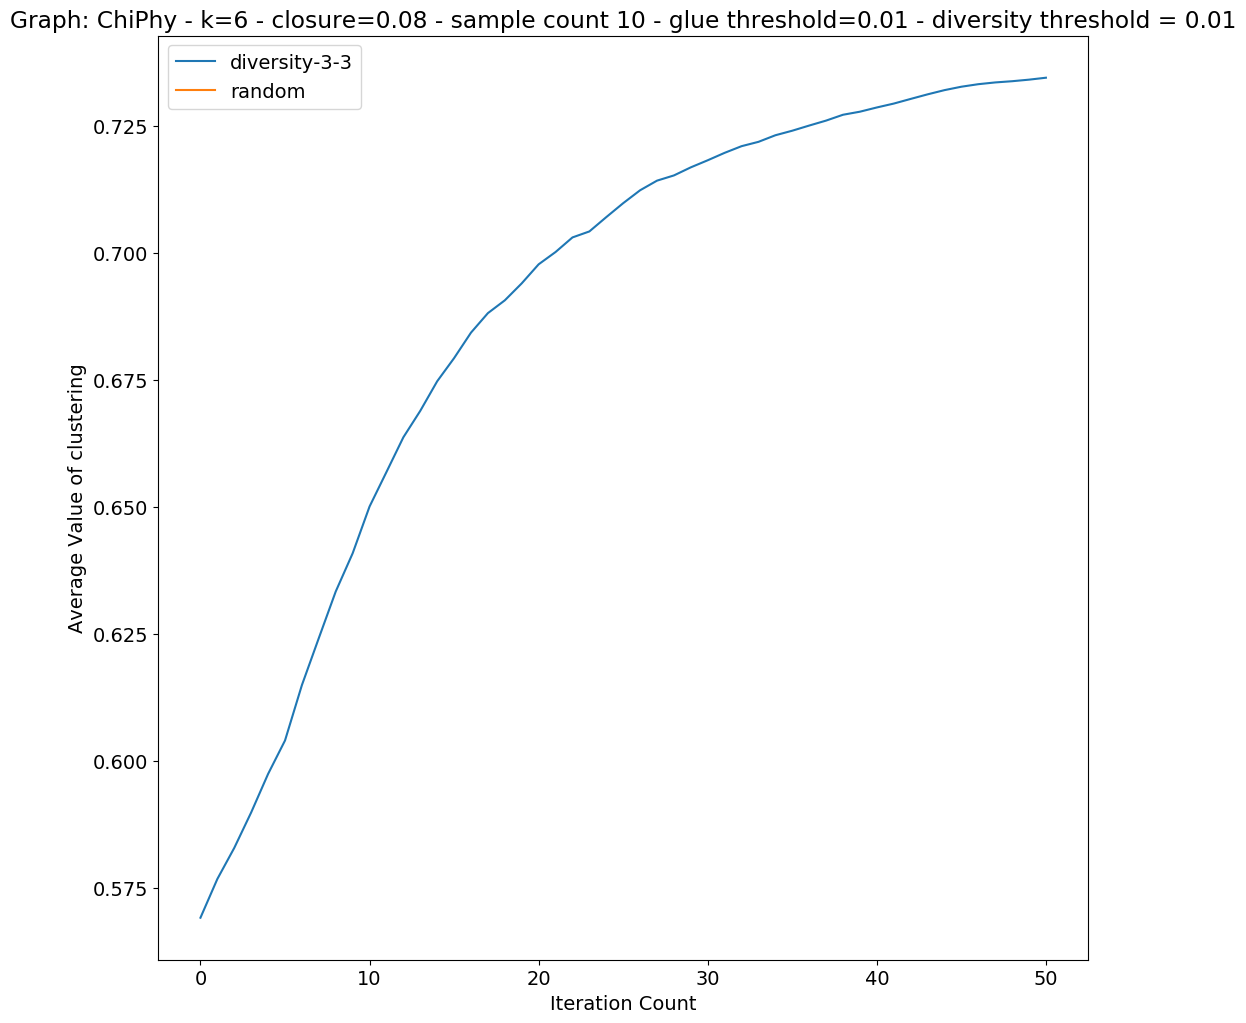 Graph: ChiPhy - k=6 - closure=0.08 - sample count 10 - glue threshold=0.01 - diversity threshold = 0.01
diversity-3-3
random
0.725
0.700
0.675
0.650
0.625
0.600
0.575
Average Value of clustering
0 10 20 30 40 50
Iteration Count